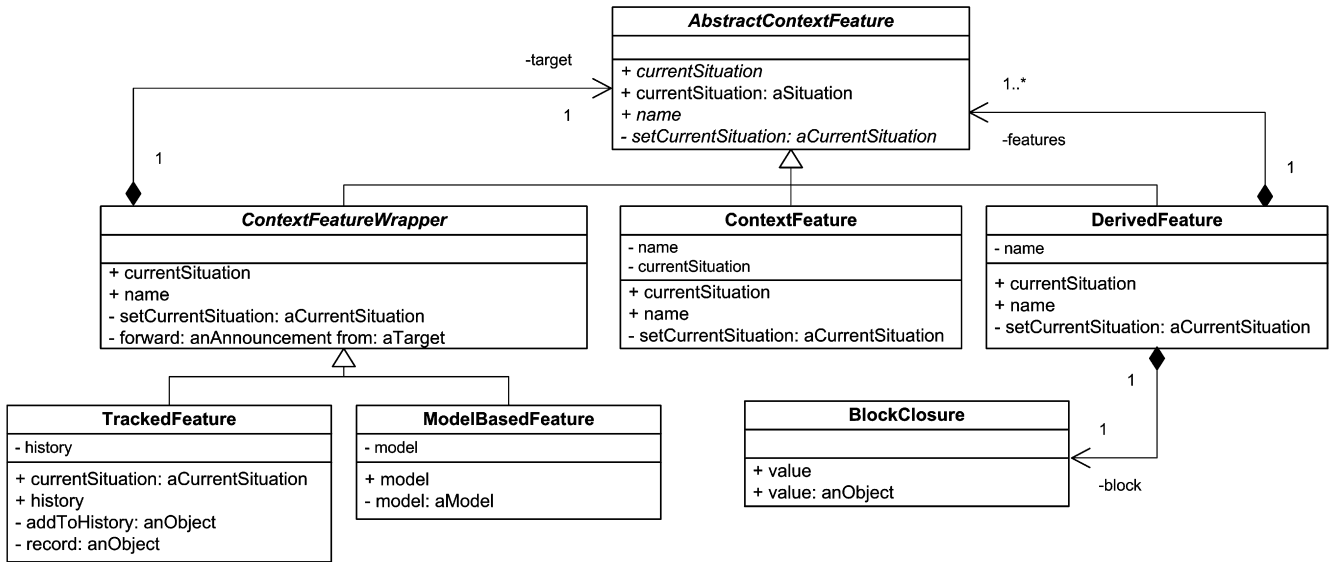 AbstractContextFeature
+ currentSituation
+ currentSituation: aSituation
+ name
- setCurrentSituation: aCurrentSituation
-target
1
1
1..*
-features
1
ContextFeatureWrapper
+ currentSituation
+ name
- setCurrentSituation: aCurrentSituation
- forward: anAnnouncement from: aTarget
ContextFeature
- name
- currentSituation
+ currentSituation
+ name
- setCurrentSituation: aCurrentSituation
DerivedFeature
- name
+ currentSituation
+ name
- setCurrentSituation: aCurrentSituation
TrackedFeature
- history
+ currentSituation: aCurrentSituation
+ history
- addToHistory: anObject
- record: anObject
ModelBasedFeature
- model
+ model
- model: aModel
BlockClosure
+ value
+ value: anObject
1
1
-block